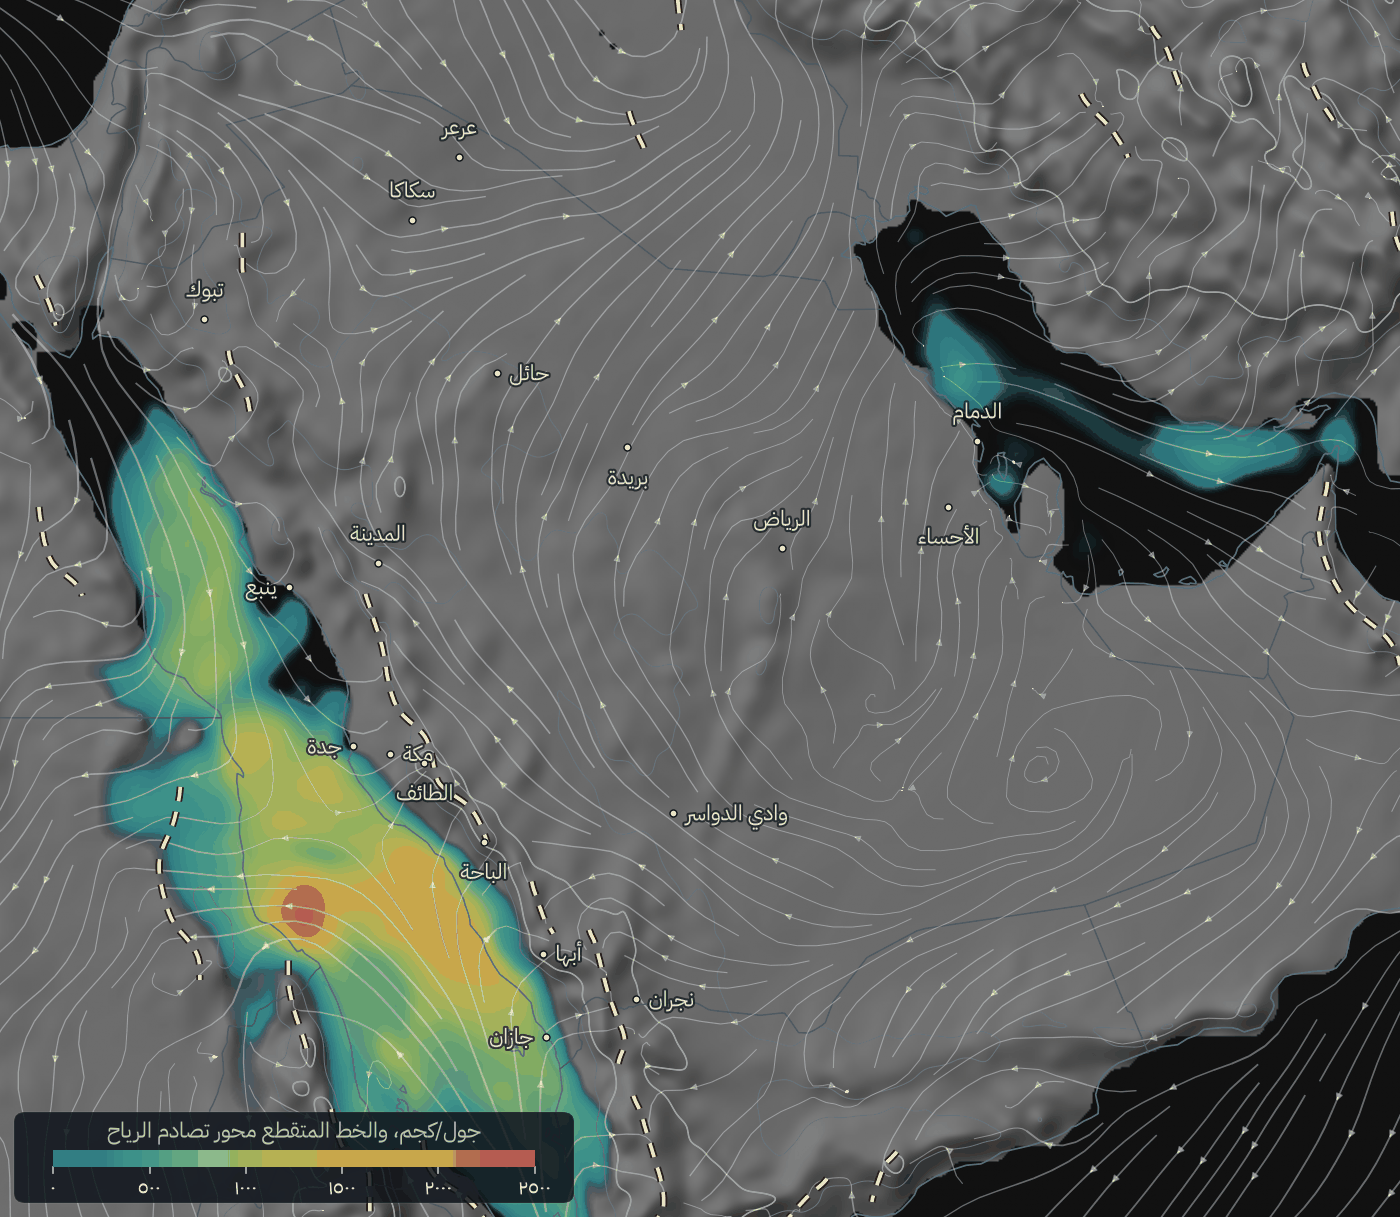 عرعر
سكاكا
تبوك
حائل
الدمام
بريدة
الرياض
المدينة
الأحساء
ينبع
جدة
مكة
الطائف
وادي الدواسر
الباحة
أبها
نجران
جازان
جول/كجم، والخط المتقطع محور تصادم الرياح
٠ ٥٠٠ ١٠٠٠ ١٥٠٠ ٢٠٠٠ ٢٥٠٠